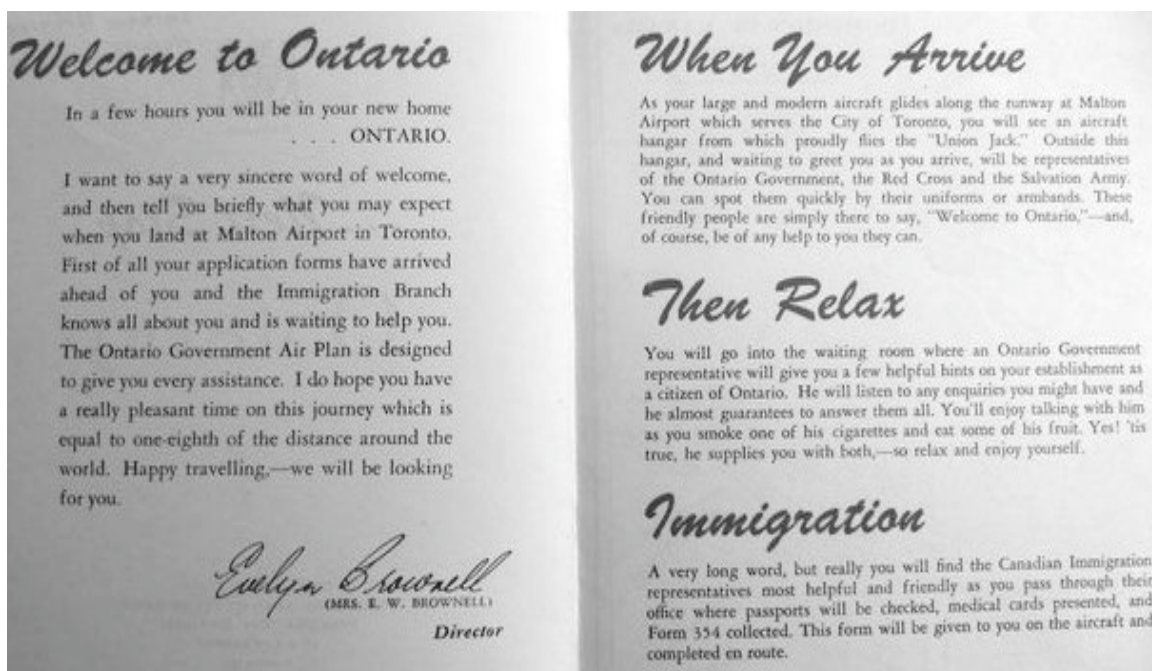 Welcome to Ontario
In a few hours you will be in your new home
. . . ONTARIO.
I want to say a very sincere word of welcome,
and then tell you briefly what you may expect
when you land at Malton Airport in Toronto.
First of all your application forms have arrived
ahead of you and the Immigration Branch
knows all about you and is waiting to help you.
The Ontario Government Air Plan is designed
to give you every assistance. I do hope you have
a really pleasant time on this journey which is
equal to one-eighth of the distance around the
world. Happy travelling,—we will be looking
for you.
Evelyn Brownell
(MRS. E. W. BROWNELL)
Director
When You Arrive
As your large and modern aircraft glides along the runway at Malton
Airport which serves the City of Toronto, you will see an aircraft
hangar from which proudly flies the "Union Jack." Outside this
hangar, and waiting to greet you as you arrive, will be representatives
of the Ontario Government, the Red Cross and the Salvation Army.
You can spot them quickly by their uniforms or armbands. These
friendly people are simply there to say, "Welcome to Ontario,"—and,
of course, be of any help to you they can.
Then Relax
You will go into the waiting room where an Ontario Government
representative will give you a few helpful hints on your establishment as
a citizen of Ontario. He will listen to any enquiries you might have and
he almost guarantees to answer them all. You'll enjoy talking with him
as you smoke one of his cigarettes and eat some of his fruit. Yes! 'tis
true, he supplies you with both,—so relax and enjoy yourself.
Immigration
A very long word, but really you will find the Canadian Immigration
representatives most helpful and friendly as you pass through their
office where passports will be checked, medical cards presented, and
Form 354 collected. This form will be given to you on the aircraft and
completed en route.